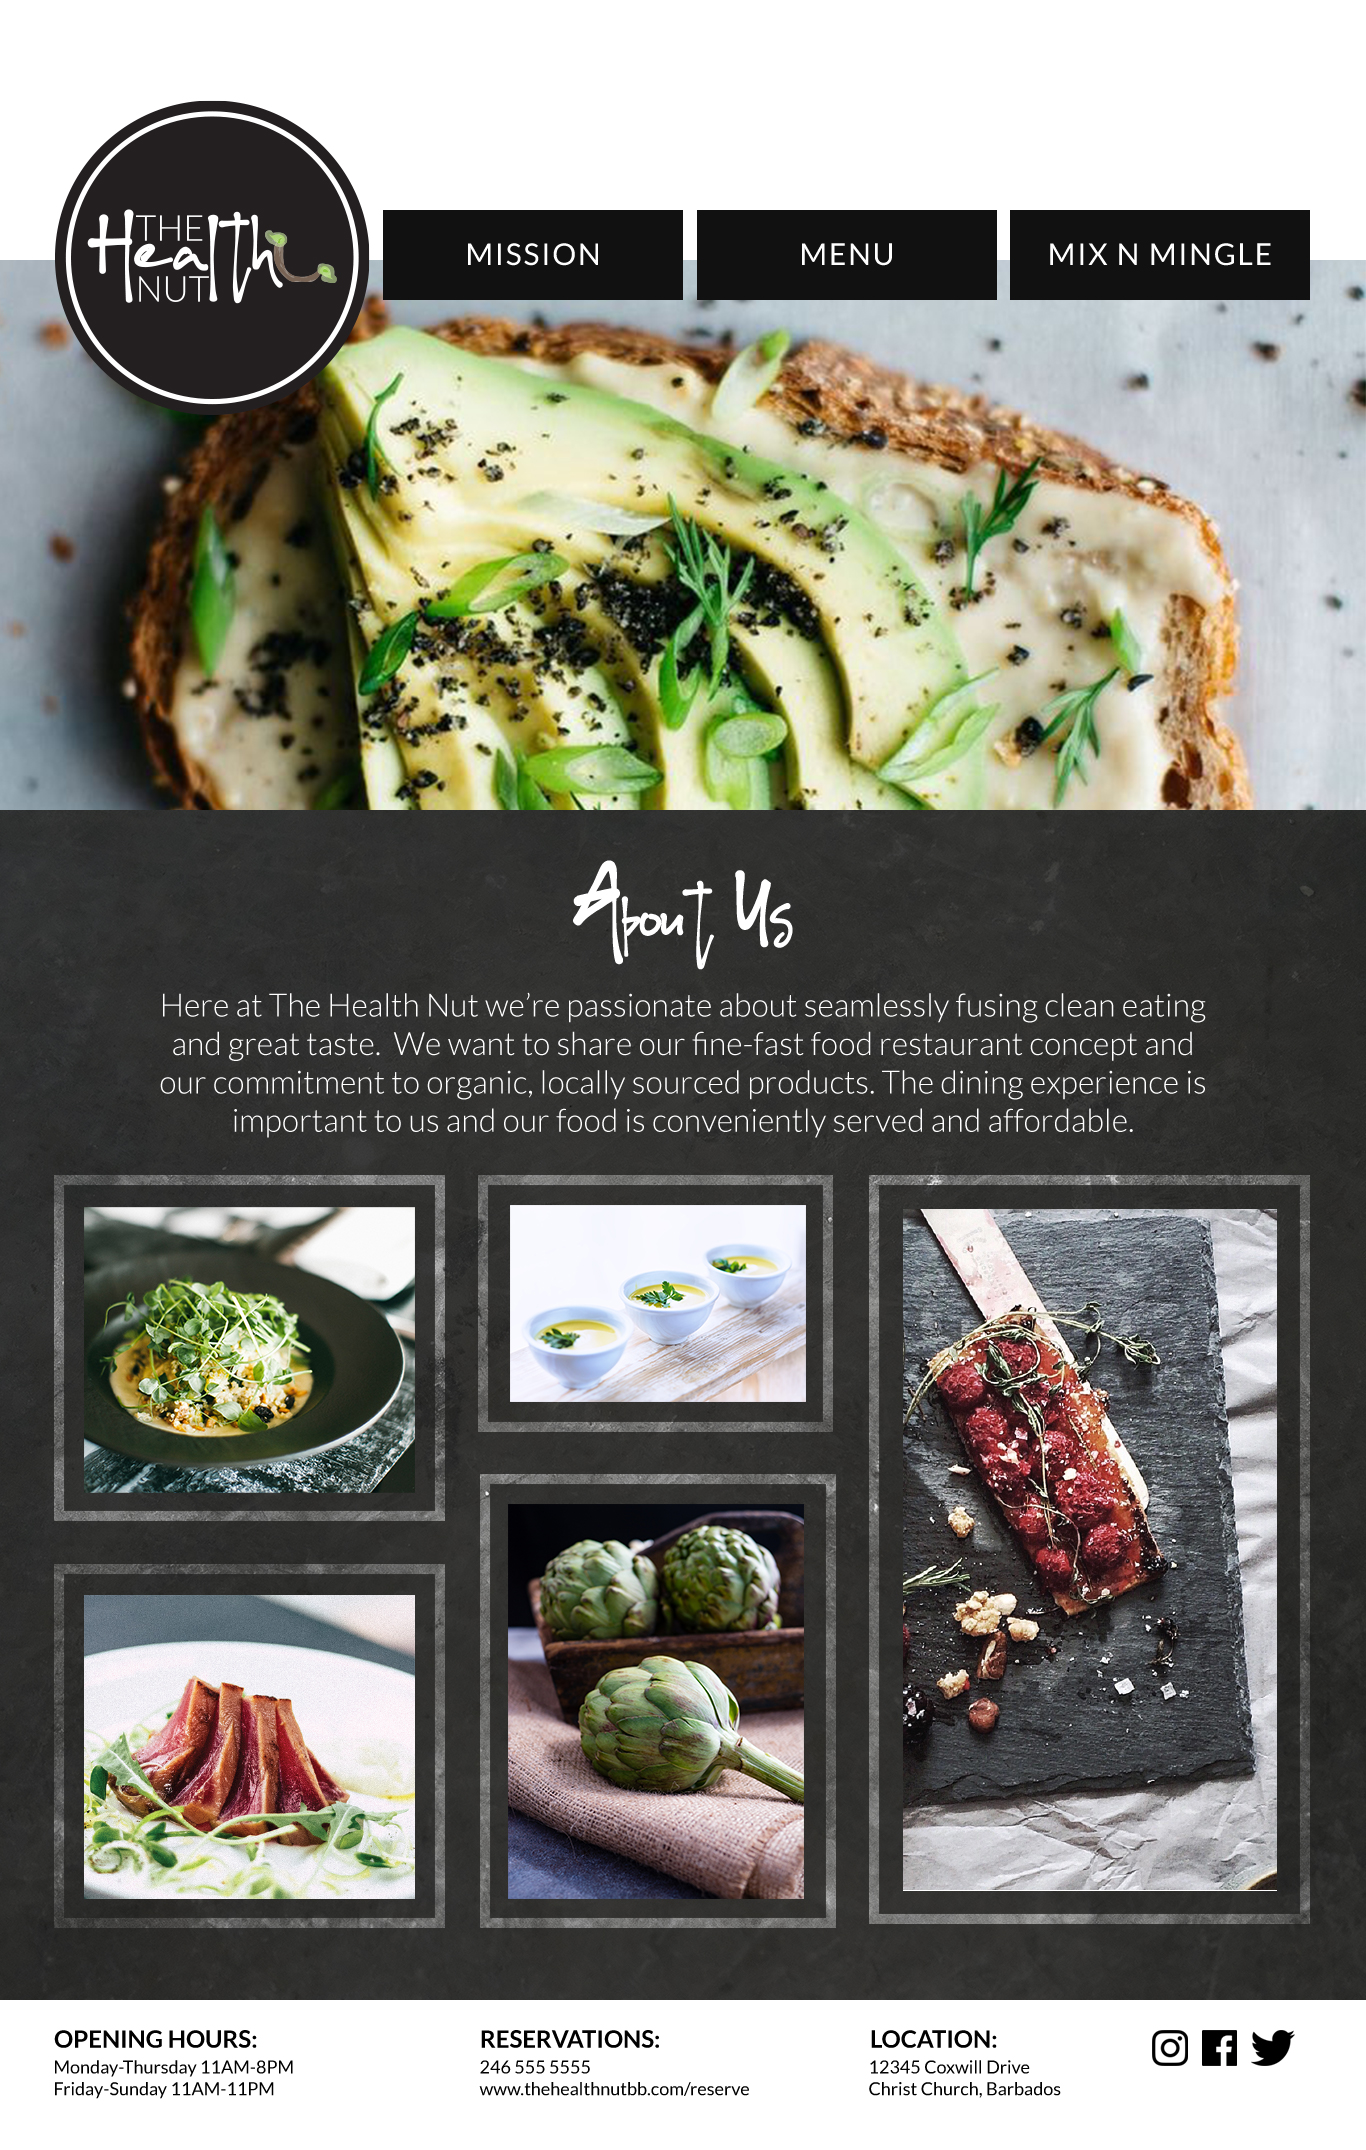 THE
Health
NUT
MISSION
MENU
MIX N MINGLE
About Us
Here at The Health Nut we’re passionate about seamlessly fusing clean eating
and great taste.  We want to share our fine-fast food restaurant concept and
our commitment to organic, locally sourced products. The dining experience is
important to us and our food is conveniently served and affordable.
OPENING HOURS:
Monday-Thursday 11AM-8PM
Friday-Sunday 11AM-11PM
RESERVATIONS:
246 555 5555
www.thehealthnutbb.com/reserve
LOCATION:
12345 Coxwill Drive
Christ Church, Barbados